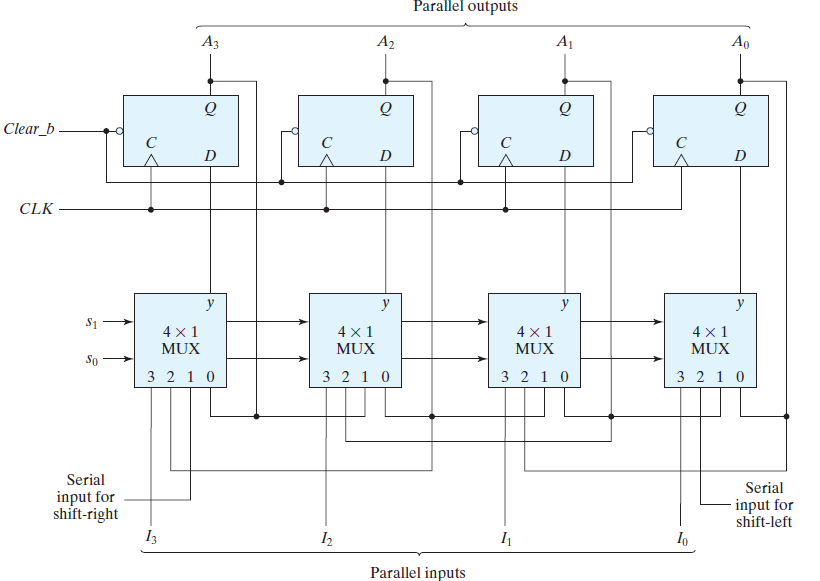 Parallel outputs
A3 A2 A1 A0
Q Q Q Q
Clear_b
C C C C
D D D D
CLK
y y y y
s1
4 × 1 4 × 1 4 × 1 4 × 1
MUX MUX MUX MUX
s0
3 2 1 0 3 2 1 0 3 2 1 0 3 2 1 0
Serial
input for
shift-right
Serial
input for
shift-left
I3 I2 I1 I0
Parallel inputs